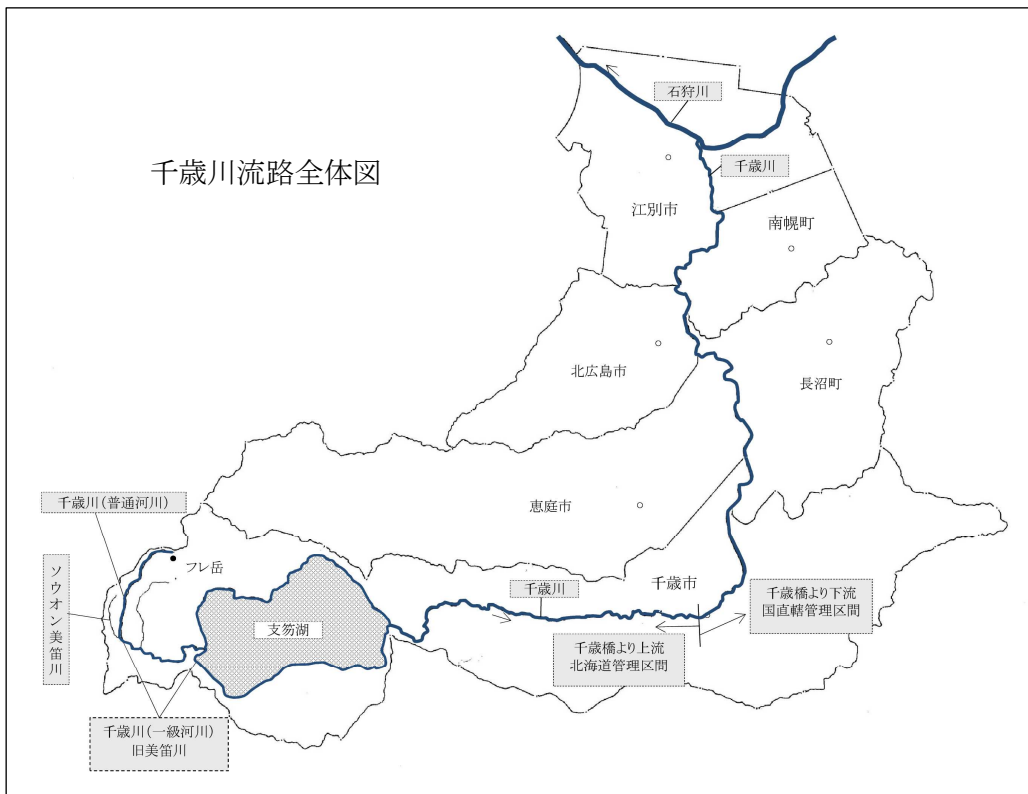 千歳川流路全体図
石狩川
千歳川
江別市
南幌町
北広島市
長沼町
恵庭市
千歳川(普通河川)
フレ岳
ソウオン美笛川
支笏湖
千歳川
千歳市
千歳橋より下流
国直轄管理区間
千歳橋より上流
北海道管理区間
千歳川(一級河川)
旧美笛川